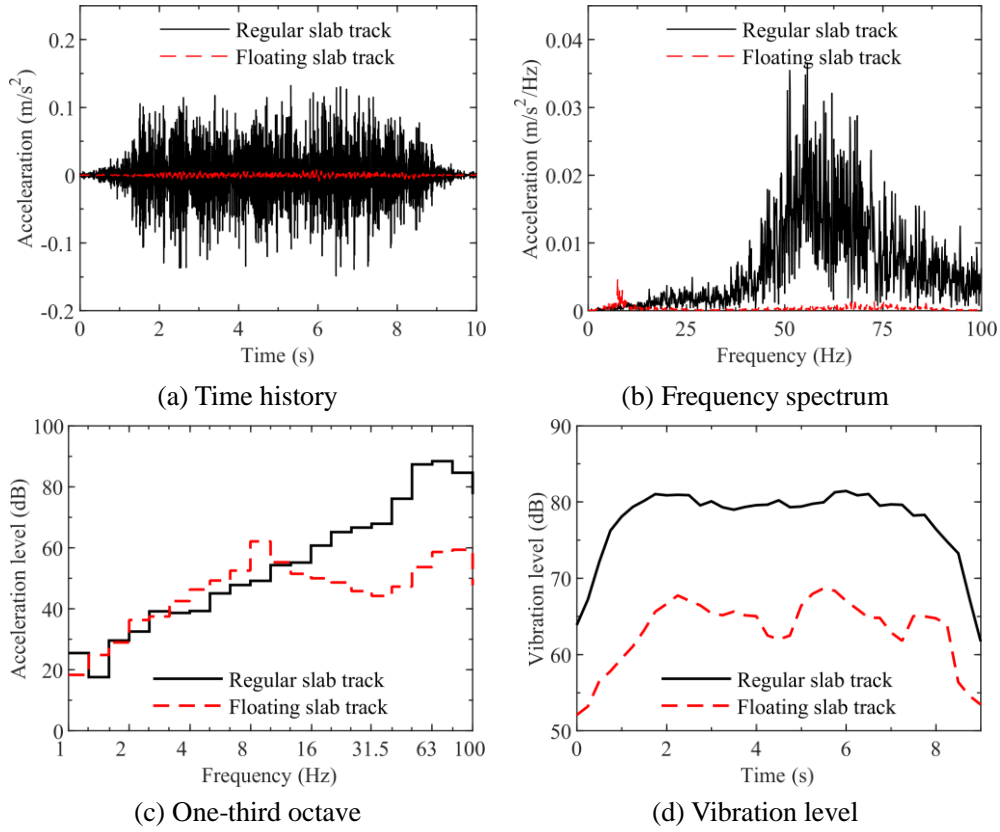 Regular slab track
Floating slab track
Accelearation (m/s²)
0.2
0.1
0
-0.1
-0.2
0 2 4 6 8 10
Time (s)
(a) Time history
Regular slab track
Floating slab track
Acceleration (m/s²/Hz)
0.04
0.03
0.02
0.01
0
0 25 50 75 100
Frequency (Hz)
(b) Frequency spectrum
Acceleration level (dB)
100
80
60
40
20
0
Regular slab track
Floating slab track
1 2 4 8 16 31.5 63 100
Frequency (Hz)
(c) One-third octave
Vibration level (dB)
90
80
70
60
50
Regular slab track
Floating slab track
0 2 4 6 8
Time (s)
(d) Vibration level